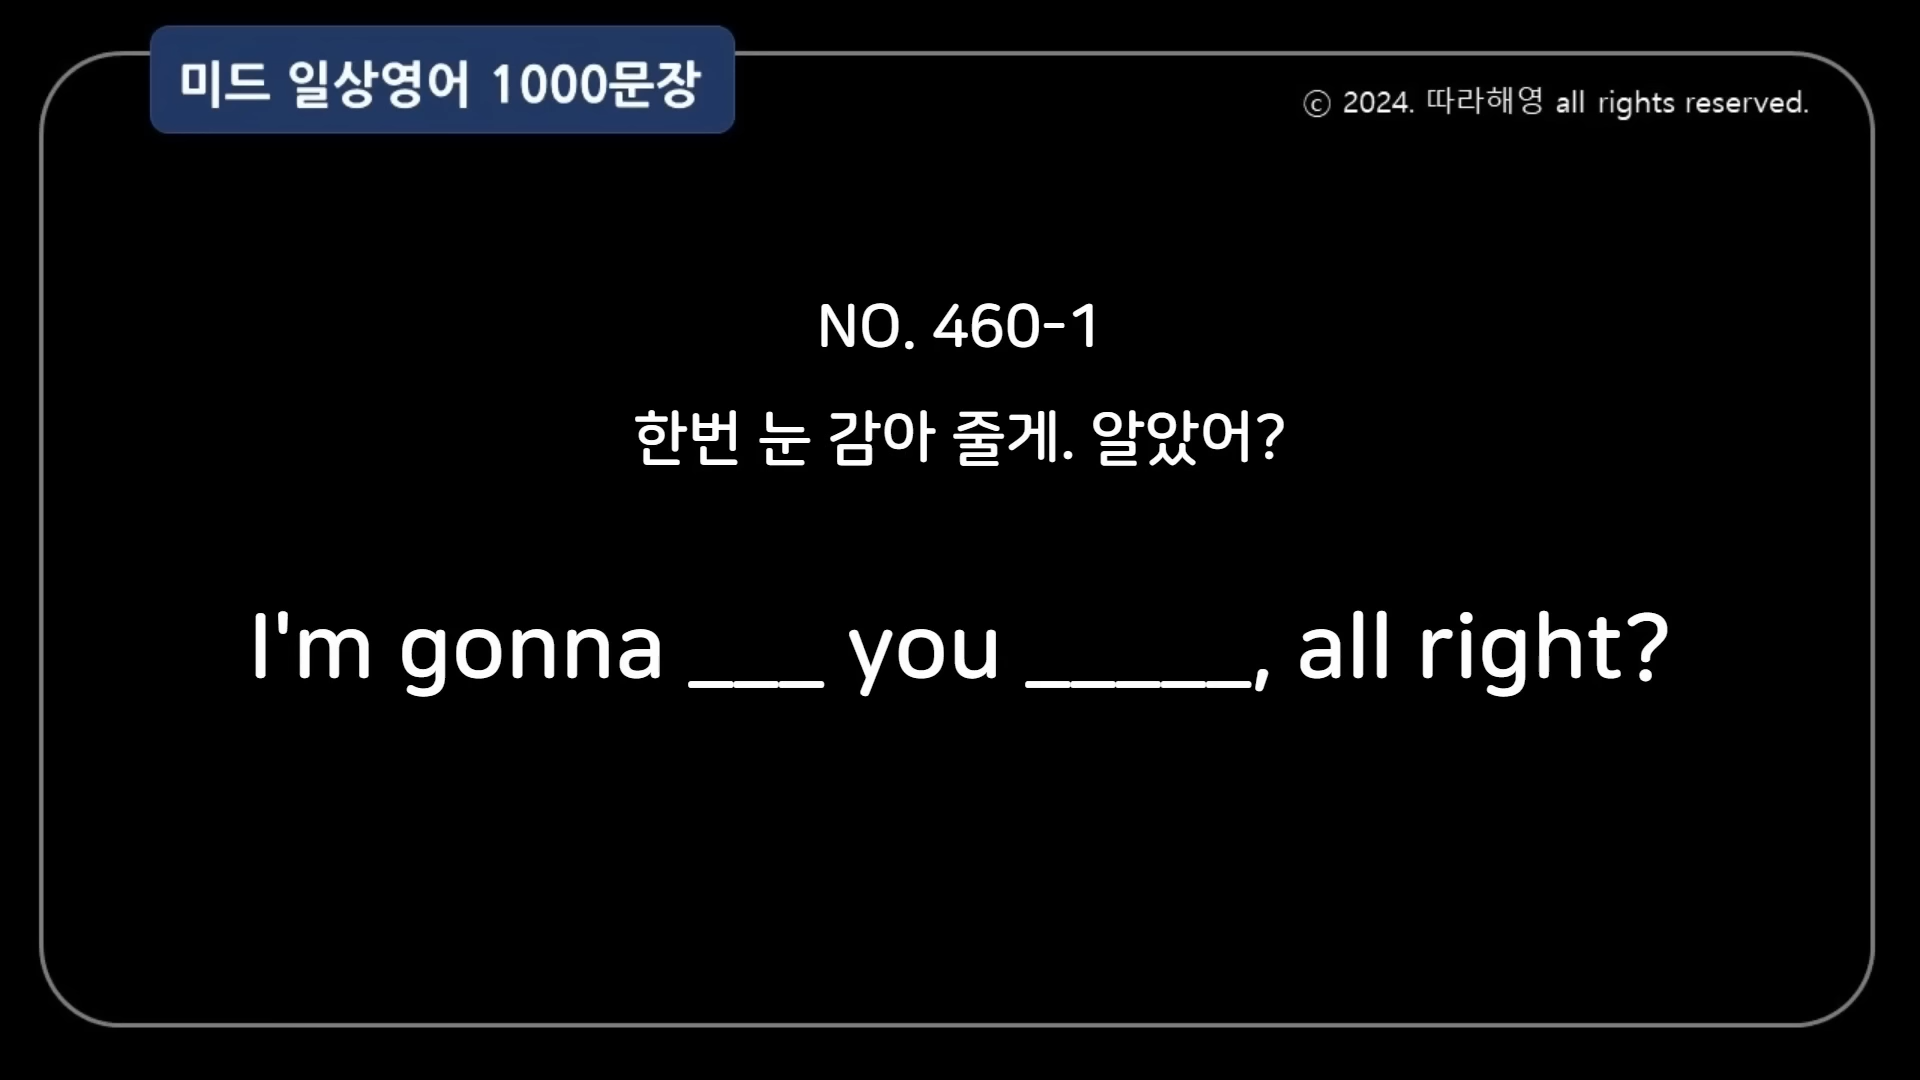 미드 일상영어 1000문장
ⓒ 2024. 따라해영 all rights reserved.
NO. 460-1
한번 눈 감아 줄게. 알았어?
I'm gonna ___ you _____, all right?